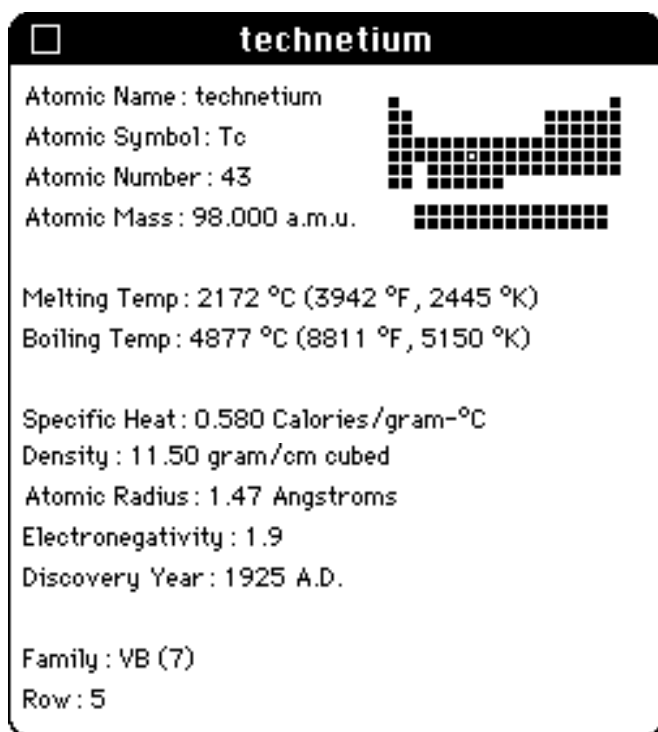 technetium
Atomic Name: technetium
Atomic Symbol: Tc
Atomic Number: 43
Atomic Mass: 98.000 a.m.u.
Melting Temp: 2172 °C (3942 °F, 2445 °K)
Boiling Temp: 4877 °C (8811 °F, 5150 °K)
Specific Heat: 0.580 Calories/gram-°C
Density: 11.50 gram/cm cubed
Atomic Radius: 1.47 Angstroms
Electronegativity: 1.9
Discovery Year: 1925 A.D.
Family: VB (7)
Row: 5